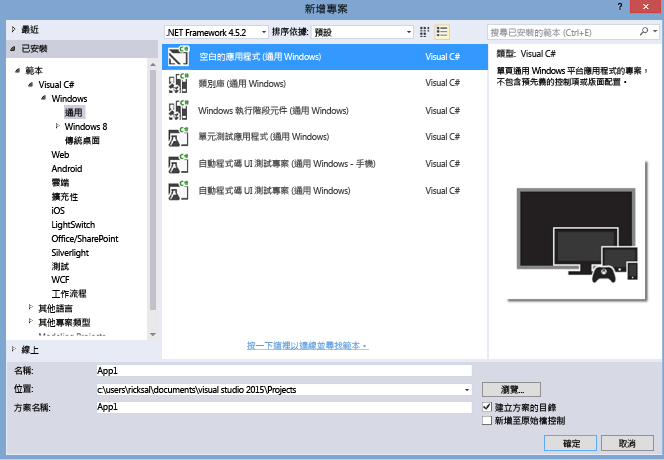 新增專案
? ×
最近
已安裝
.NET Framework 4.5.2
排序依據:
預設
搜尋已安裝的範本 (Ctrl+E)
範本
Visual C#
Windows
通用
Windows 8
傳統桌面
Web
Android
雲端
擴充性
iOS
LightSwitch
Office/SharePoint
Silverlight
測試
WCF
工作流程
其他語言
其他專案類型
Modeling Projects
線上
空白的應用程式 (通用 Windows) Visual C#
類別庫 (通用 Windows) Visual C#
Windows 執行階段元件 (通用 Windows) Visual C#
單元測試應用程式 (通用 Windows) Visual C#
自動程式碼 UI 測試專案 (通用 Windows - 手機) Visual C#
自動程式碼 UI 測試專案 (通用 Windows) Visual C#
按一下這裡以連線並尋找範本。
類型: Visual C#
單頁通用 Windows 平台應用程式的專案，
不包含預先義的控制項或版面配置。
名稱: App1
位置: c:\users\ricksal\documents\visual studio 2015\Projects
瀏覽...
方案名稱: App1
建立方案的目錄
新增至原始檔控制
確定
取消